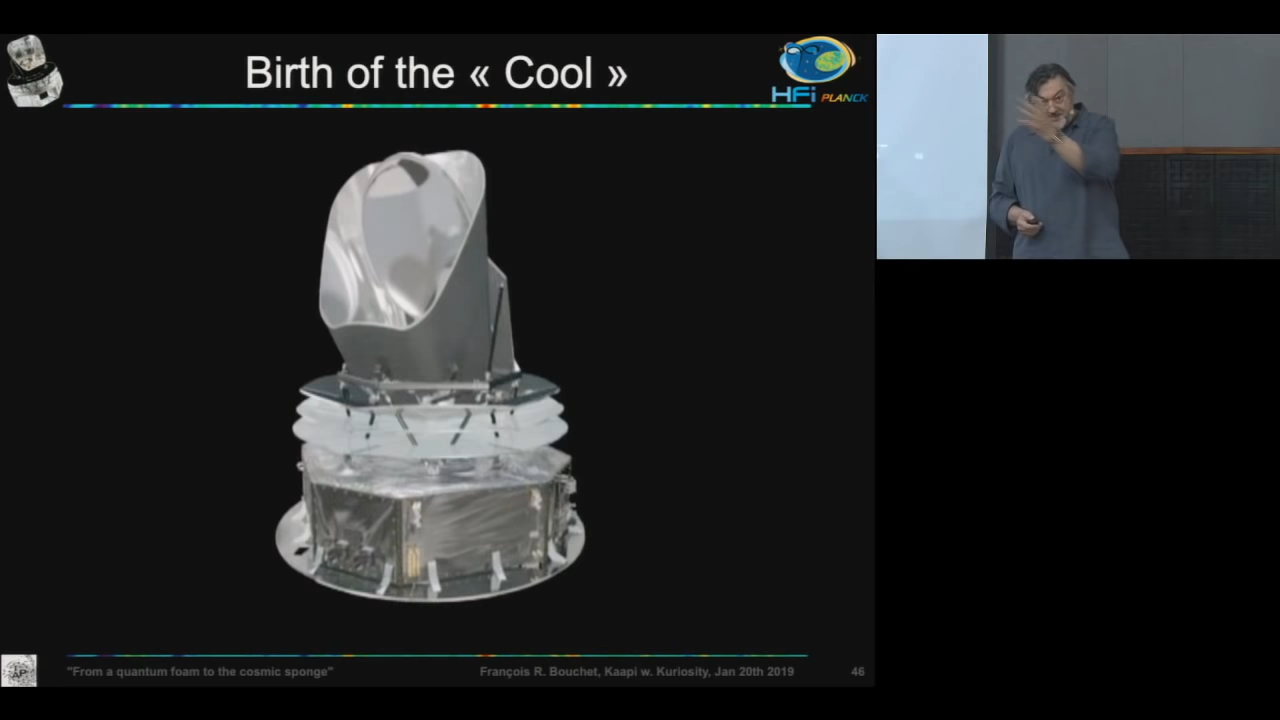 Birth of the « Cool »
HFi PLANCK
"From a quantum foam to the cosmic sponge"
François R. Bouchet, Kaapi w. Kuriosity, Jan 20th 2019
46